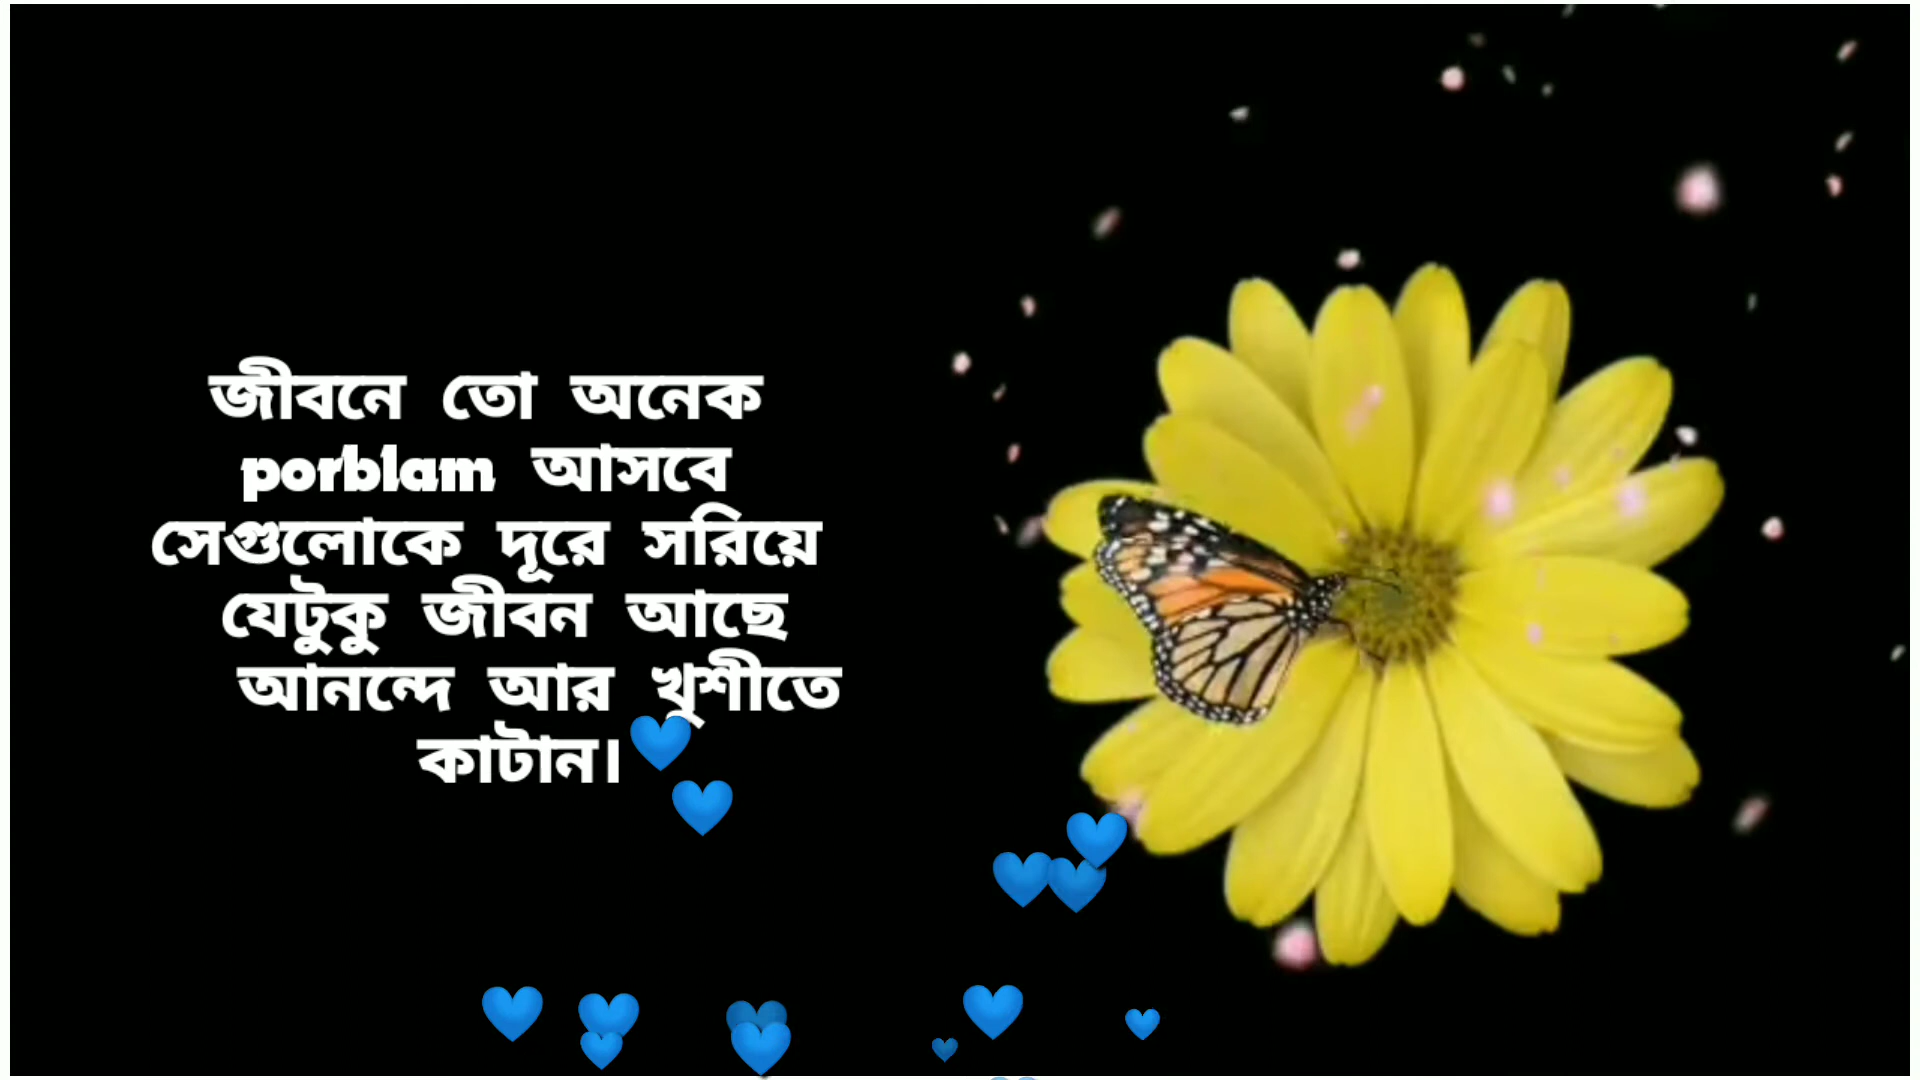 জীবনে তো অনেক
porblam আসবে
সেগুলোকে দূরে সরিয়ে
যেটুকু জীবন আছে
আনন্দে আর খুশীতে
কাটান।